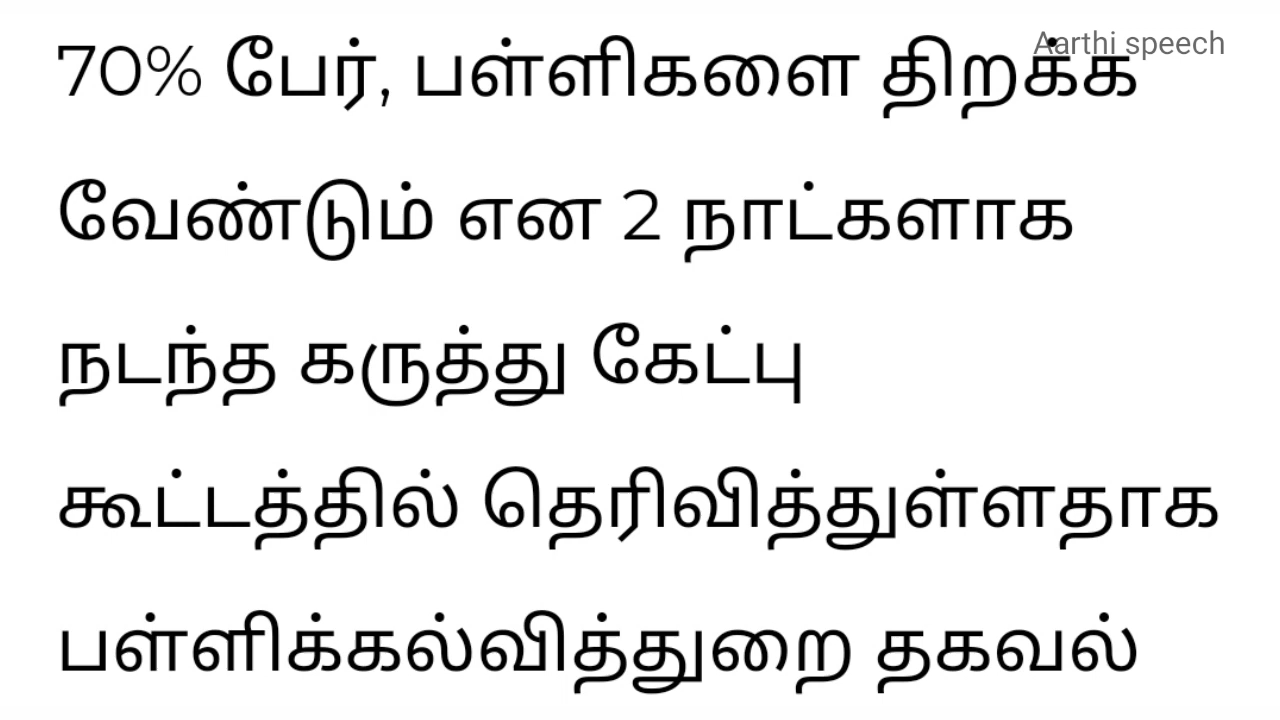 Aarthi speech
70% பேர், பள்ளிகளை திறக்க
வேண்டும் என 2 நாட்களாக
நடந்த கருத்து கேட்பு
கூட்டத்தில் தெரிவித்துள்ளதாக
பள்ளிக்கல்வித்துறை தகவல்